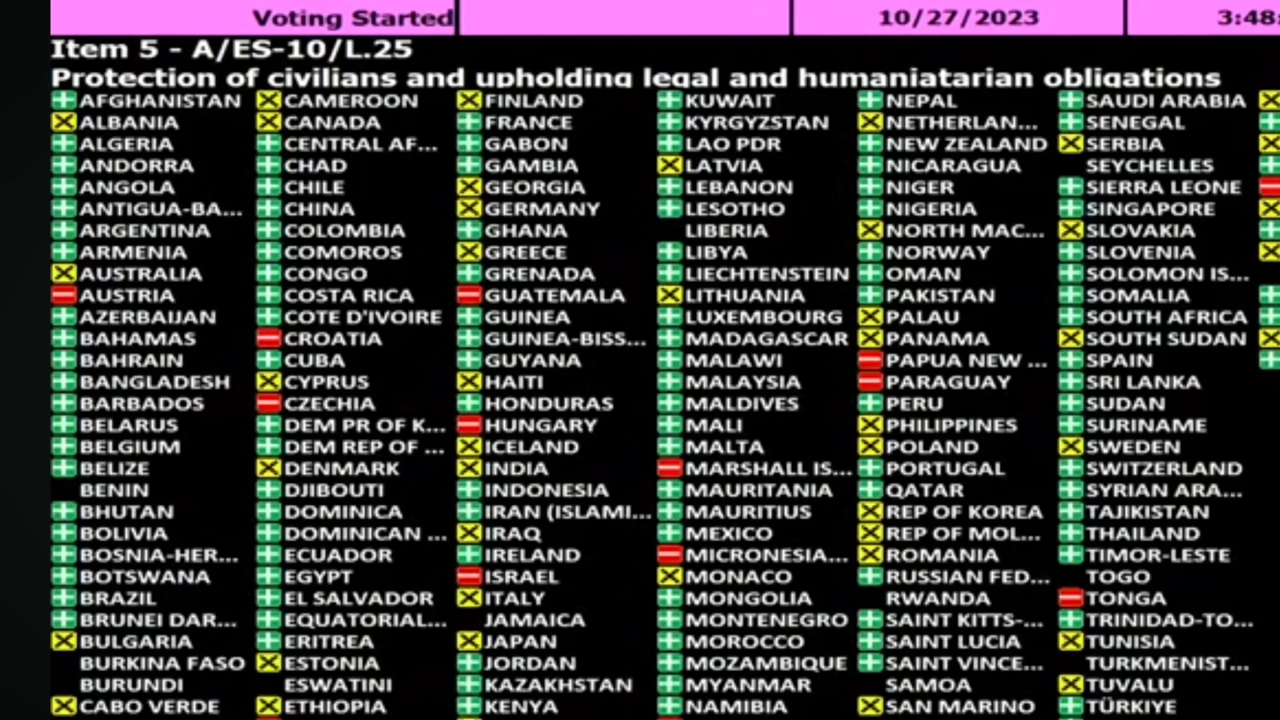 Voting Started 10/27/2023 3:48:
Item 5 - A/ES-10/L.25
Protection of civilians and upholding legal and humaniatarian obligations
AFGHANISTAN CAMEROON FINLAND KUWAIT NEPAL SAUDI ARABIA
ALBANIA CANADA FRANCE KYRGYZSTAN NETHERLAN... SENEGAL
ALGERIA CENTRAL AF... GABON LAO PDR NEW ZEALAND SERBIA
ANDORRA CHAD GAMBIA LATVIA NICARAGUA SEYCHELLES
ANGOLA CHILE GEORGIA LEBANON NIGER SIERRA LEONE
ANTIGUA-BA... CHINA GERMANY LESOTHO NIGERIA SINGAPORE
ARGENTINA COLOMBIA GHANA LIBERIA NORTH MAC... SLOVAKIA
ARMENIA COMOROS GREECE LIBYA NORWAY SLOVENIA
AUSTRALIA CONGO GRENADA LIECHTENSTEIN OMAN SOLOMON IS...
AUSTRIA COSTA RICA GUATEMALA LITHUANIA PAKISTAN SOMALIA
AZERBAIJAN COTE D'IVOIRE GUINEA LUXEMBOURG PALAU SOUTH AFRICA
BAHAMAS CROATIA GUINEA-BISS... MADAGASCAR PANAMA SOUTH SUDAN
BAHRAIN CUBA GUYANA MALAWI PAPUA NEW ... SPAIN
BANGLADESH CYPRUS HAITI MALAYSIA PARAGUAY SRI LANKA
BARBADOS CZECHIA HONDURAS MALDIVES PERU SUDAN
BELARUS DEM PR OF K... HUNGARY MALI PHILIPPINES SURINAME
BELGIUM DEM REP OF ... ICELAND MALTA POLAND SWEDEN
BELIZE DENMARK INDIA MARSHALL IS... PORTUGAL SWITZERLAND
BENIN DJIBOUTI INDONESIA MAURITANIA QATAR SYRIAN ARA...
BHUTAN DOMINICA IRAN (ISLAMI... MAURITIUS REP OF KOREA TAJIKISTAN
BOLIVIA DOMINICAN ... IRAQ MEXICO REP OF MOL... THAILAND
BOSNIA-HER... ECUADOR IRELAND MICRONESIA... ROMANIA TIMOR-LESTE
BOTSWANA EGYPT ISRAEL MONACO RUSSIAN FED... TOGO
BRAZIL EL SALVADOR ITALY MONGOLIA RWANDA TONGA
BRUNEI DAR... EQUATORIAL... JAMAICA MONTENEGRO SAINT KITTS-... TRINIDAD-TO...
BULGARIA ERITREA JAPAN MOROCCO SAINT LUCIA TUNISIA
BURKINA FASO ESTONIA JORDAN MOZAMBIQUE SAINT VINCE... TURKMENIST...
BURUNDI ESWATINI KAZAKHSTAN MYANMAR SAMOA TUVALU
CABO VERDE ETHIOPIA KENYA NAMIBIA SAN MARINO TÜRKIYE